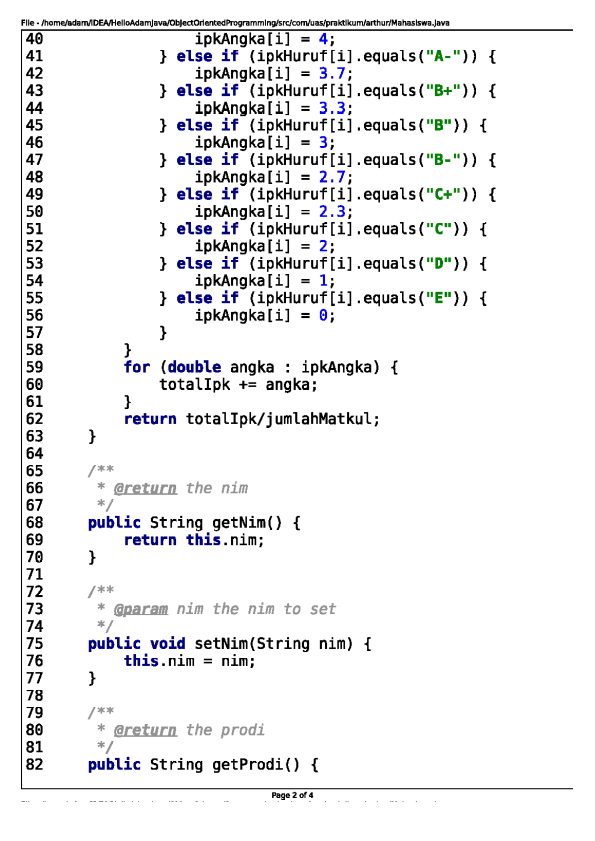 File - /home/adam/IDEA/HelloAdamJava/ObjectOrientedProgramming/src/com/uas/praktikum/arthur/Mahasiswa.java
40                 ipkAngka[i] = 4;
41             } else if (ipkHuruf[i].equals("A-")) {
42                 ipkAngka[i] = 3.7;
43             } else if (ipkHuruf[i].equals("B+")) {
44                 ipkAngka[i] = 3.3;
45             } else if (ipkHuruf[i].equals("B")) {
46                 ipkAngka[i] = 3;
47             } else if (ipkHuruf[i].equals("B-")) {
48                 ipkAngka[i] = 2.7;
49             } else if (ipkHuruf[i].equals("C+")) {
50                 ipkAngka[i] = 2.3;
51             } else if (ipkHuruf[i].equals("C")) {
52                 ipkAngka[i] = 2;
53             } else if (ipkHuruf[i].equals("D")) {
54                 ipkAngka[i] = 1;
55             } else if (ipkHuruf[i].equals("E")) {
56                 ipkAngka[i] = 0;
57             }
58         }
59         for (double angka : ipkAngka) {
60             totalIpk += angka;
61         }
62         return totalIpk/jumlahMatkul;
63     }
64
65     /**
66      * @return the nim
67      */
68     public String getNim() {
69         return this.nim;
70     }
71
72     /**
73      * @param nim the nim to set
74      */
75     public void setNim(String nim) {
76         this.nim = nim;
77     }
78
79     /**
80      * @return the prodi
81      */
82     public String getProdi() {
Page 2 of 4